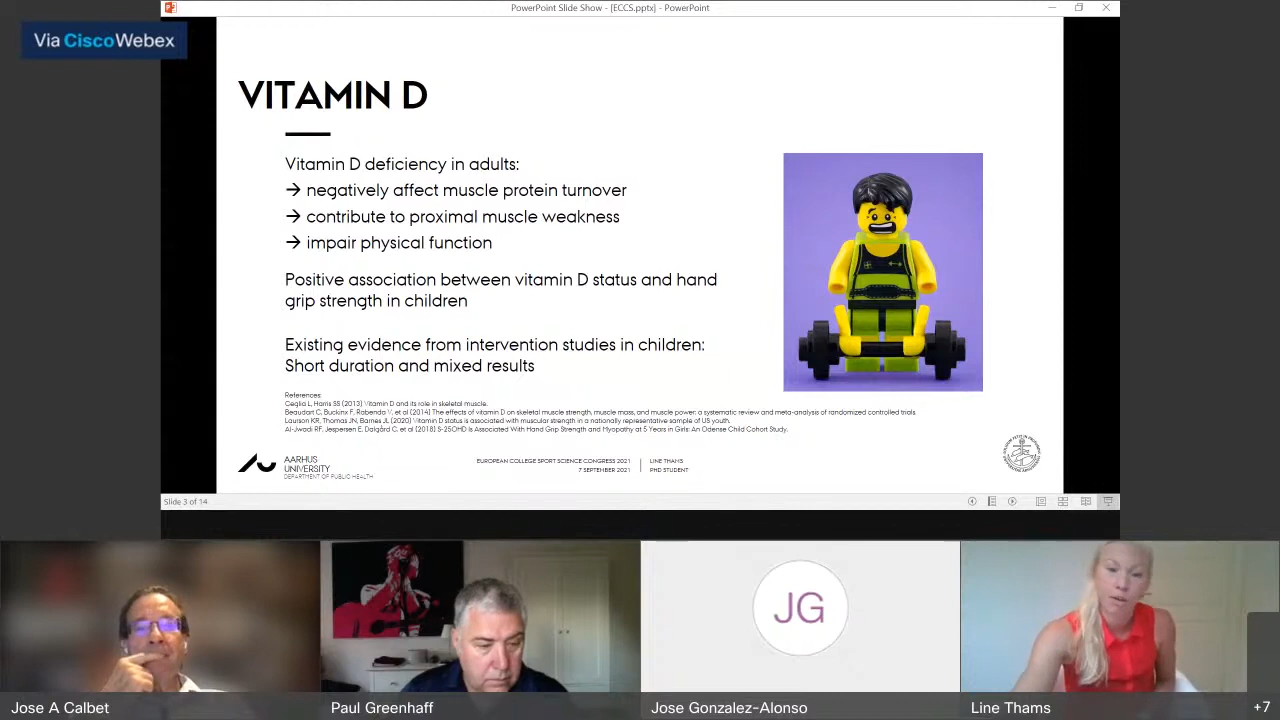 PowerPoint Slide Show - [ECCS.pptx] - PowerPoint
Via CiscoWebex
VITAMIN D
Vitamin D deficiency in adults:
→ negatively affect muscle protein turnover
→ contribute to proximal muscle weakness
→ impair physical function
Positive association between vitamin D status and hand
grip strength in children
Existing evidence from intervention studies in children:
Short duration and mixed results
References:
Ceglia L, Harris SS (2013) Vitamin D and its role in skeletal muscle.
Beaudart C, Buckinx F, Rabenda V, et al (2014) The effects of vitamin D on skeletal muscle strength, muscle mass, and muscle power: a systematic review and meta-analysis of randomized controlled trials
Laurson KR, Thomas JN, Barnes JL (2020) Vitamin D status is associated with muscular strength in a nationally representative sample of US youth.
Al-Jwadi RF, Jespersen E, Dalgård C, et al (2018) S-25OHD Is Associated With Hand Grip Strength and Myopathy at 5 Years in Girls: An Odense Child Cohort Study.
AARHUS
UNIVERSITY
DEPARTMENT OF PUBLIC HEALTH
EUROPEAN COLLEGE SPORT SCIENCE CONGRESS 2021
7 SEPTEMBER 2021
LINE THAMS
PHD STUDENT
Slide 3 of 14
JG
Jose A Calbet
Paul Greenhaff
Jose Gonzalez-Alonso
Line Thams
+7